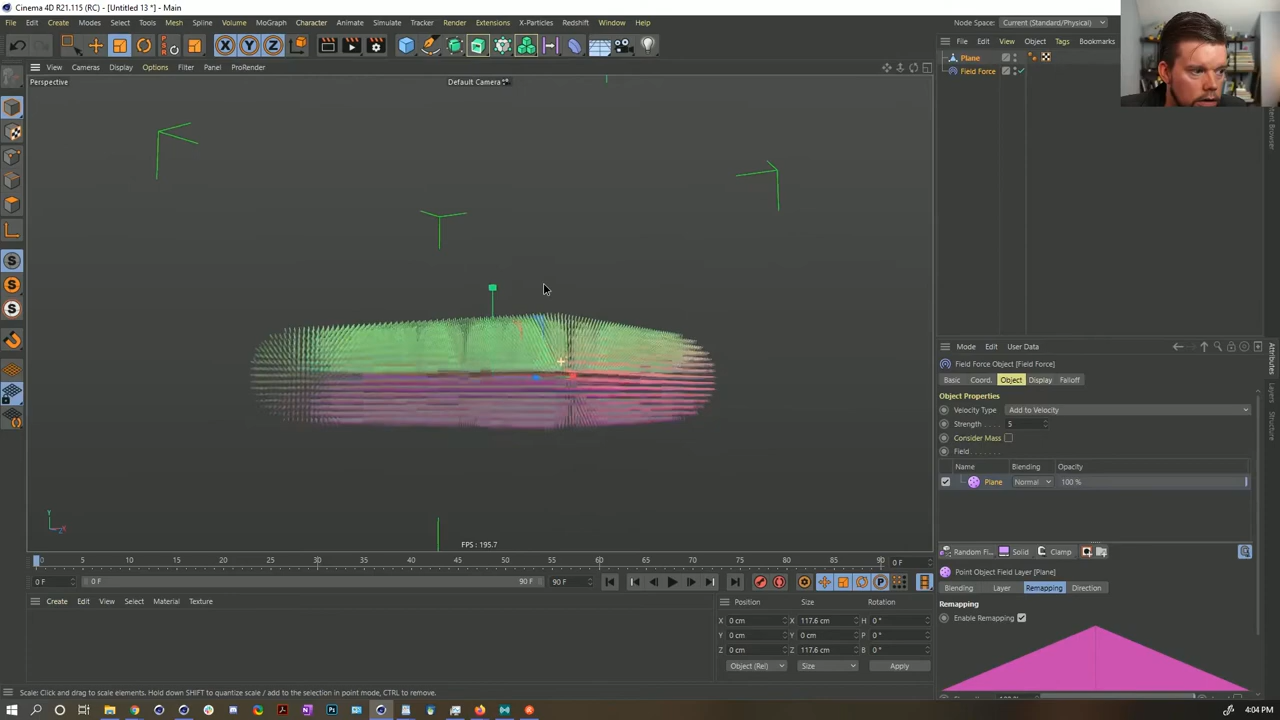 Cinema 4D R21.115 (RC) - [Untitled 13 *] - Main
File Edit Create Modes Select Tools Mesh Spline Volume MoGraph Character Animate Simulate Tracker Render Extensions X-Particles Redshift Window Help
Node Space: Current (Standard/Physical)
File Edit View Object Tags Bookmarks
View Cameras Display Options Filter Panel ProRender
Perspective
Default Camera
Plane
Field Force
X Y Z
Content Browser
Mode Edit User Data
Field Force Object [Field Force]
Basic Coord. Object Display Falloff
Object Properties
Velocity Type Add to Velocity
Strength 5
Consider Mass
Field
Name Blending Opacity
Plane Normal 100 %
Random Fi... Solid Clamp
Point Object Field Layer [Plane]
Blending Layer Remapping Direction
Remapping
Enable Remapping
Attributes
Layers
Structure
FPS : 195.7
0 5 10 15 20 25 30 35 40 45 50 55 60 65 70 75 80 85 90 0 F
0 F 0 F 90 F 90 F
Create Edit View Select Material Texture
Position Size Rotation
X 0 cm X 117.6 cm H 0 °
Y 0 cm Y 0 cm P 0 °
Z 0 cm Z 117.6 cm B 0 °
Object (Rel) Size Apply
Scale: Click and drag to scale elements. Hold down SHIFT to quantize scale / add to the selection in point mode, CTRL to remove.
4:04 PM